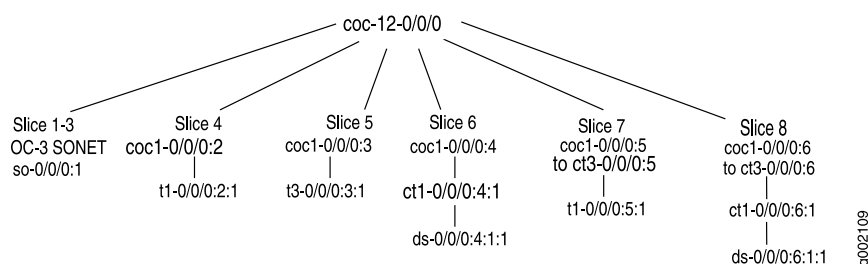 coc-12-0/0/0
Slice 1-3
OC-3 SONET
so-0/0/0:1
Slice 4
coc1-0/0/0:2
t1-0/0/0:2:1
Slice 5
coc1-0/0/0:3
t3-0/0/0:3:1
Slice 6
coc1-0/0/0:4
ct1-0/0/0:4:1
ds-0/0/0:4:1:1
Slice 7
coc1-0/0/0:5
to ct3-0/0/0:5
t1-0/0/0:5:1
Slice 8
coc1-0/0/0:6
to ct3-0/0/0:6
ct1-0/0/0:6:1
ds-0/0/0:6:1:1
g002109